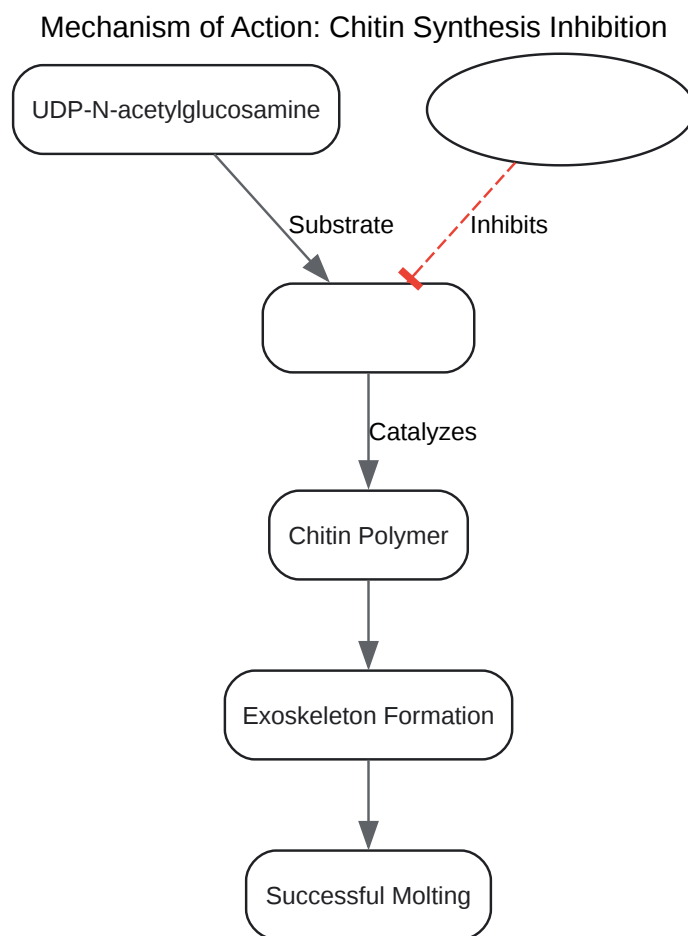 Mechanism of Action: Chitin Synthesis Inhibition
UDP-N-acetylglucosamine
Substrate
Inhibits
Catalyzes
Chitin Polymer
Exoskeleton Formation
Successful Molting